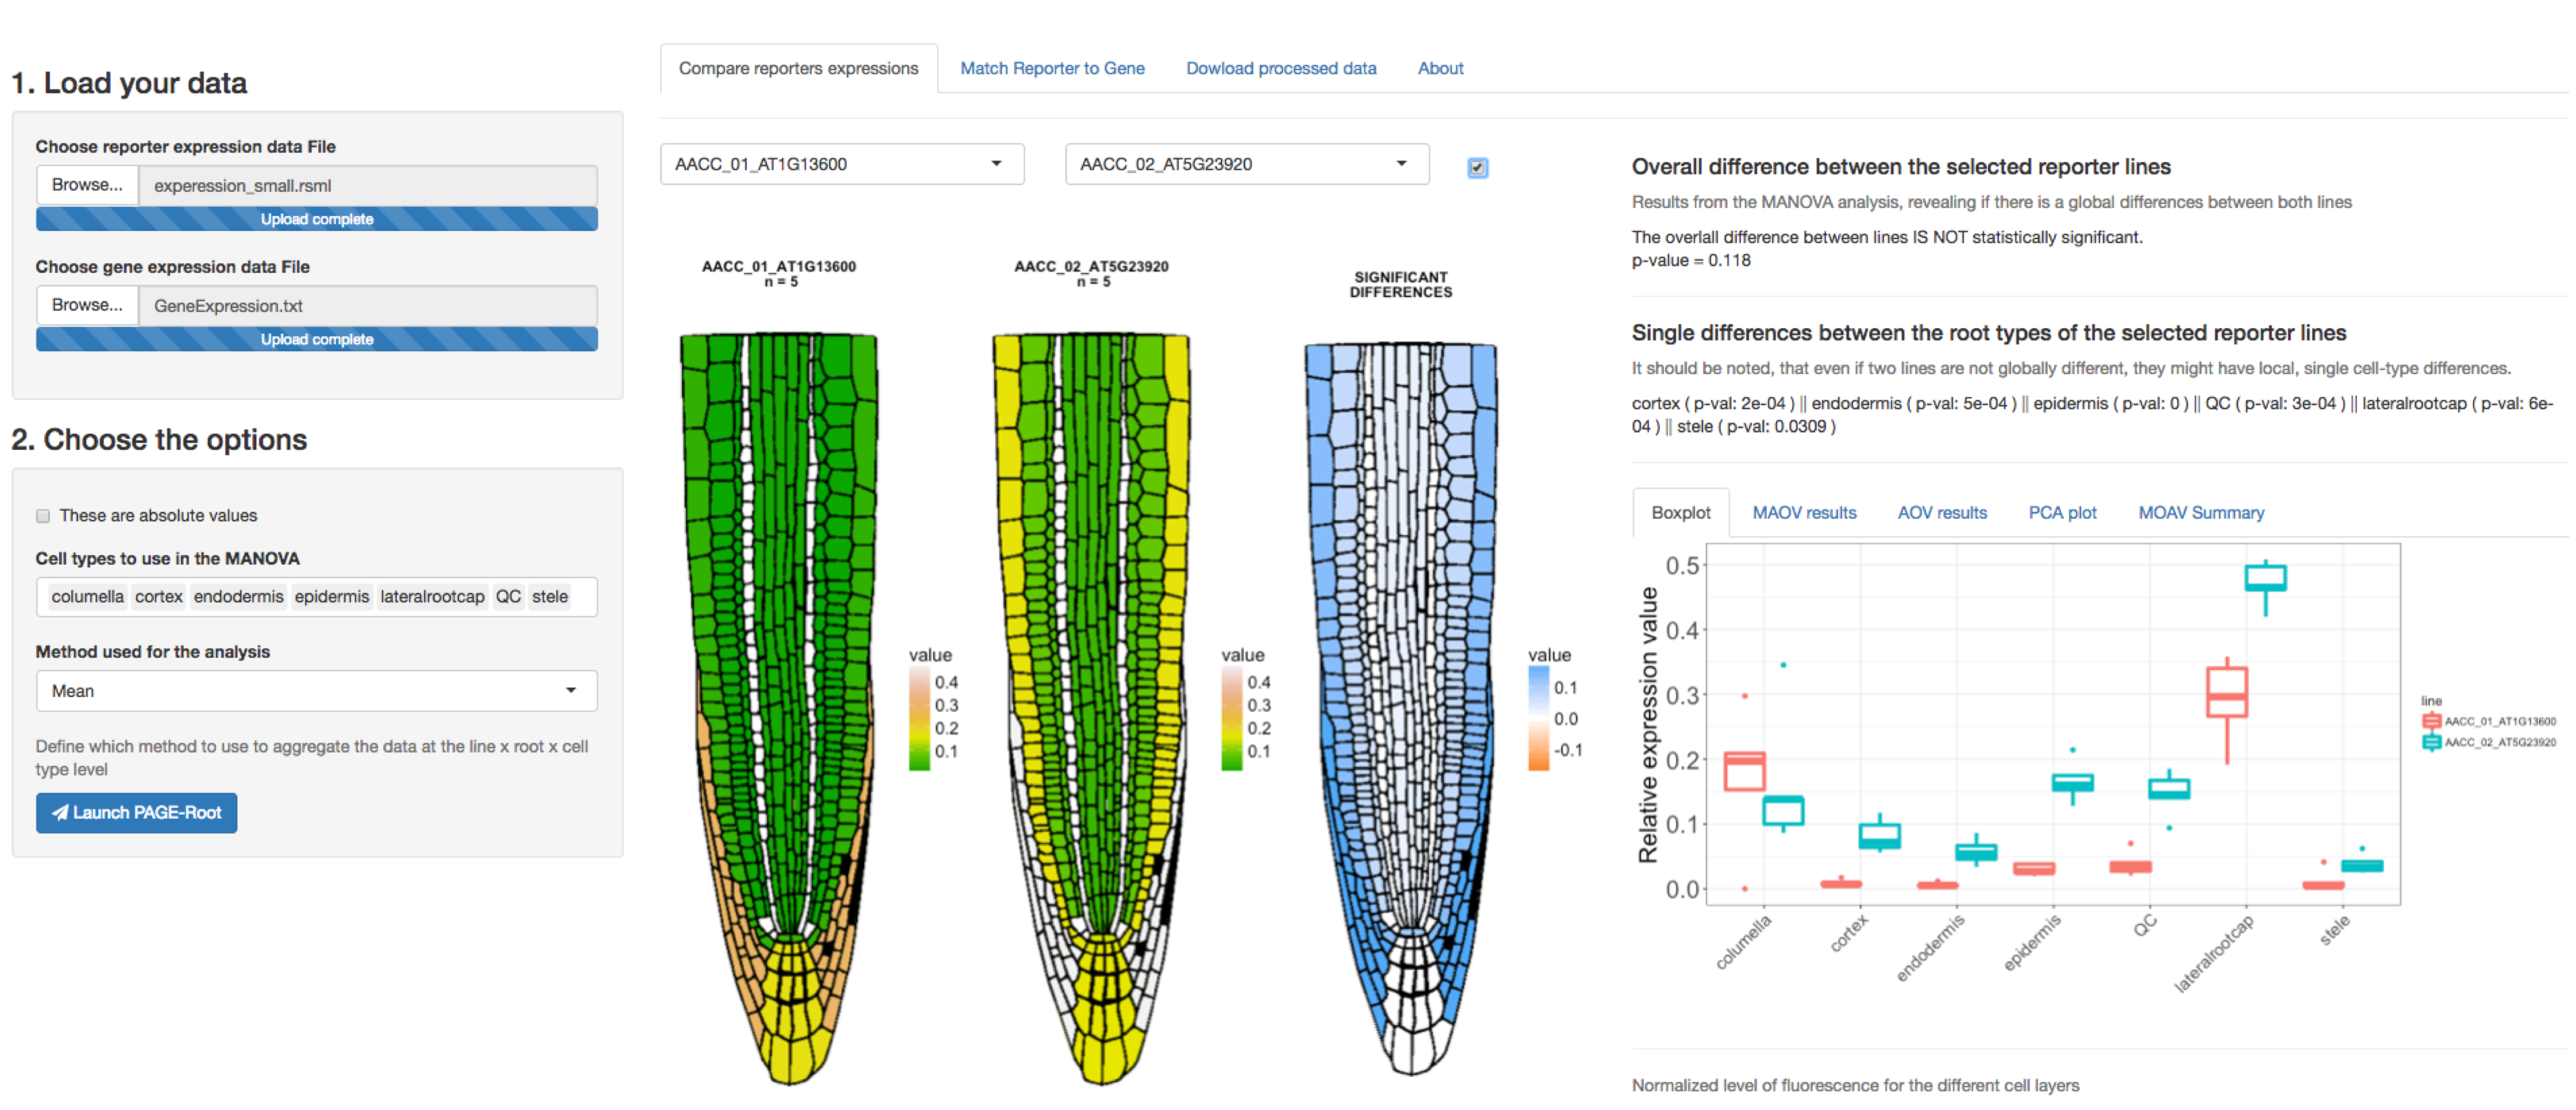 1. Load your data
Choose reporter expression data File
Browse... experession_small.rsml
Upload complete
Choose gene expression data File
Browse... GeneExpression.txt
Upload complete
2. Choose the options
These are absolute values
Cell types to use in the MANOVA
columella cortex endodermis epidermis lateralrootcap QC stele
Method used for the analysis
Mean
Define which method to use to aggregate the data at the line x root x cell
type level
Launch PAGE-Root
Compare reporters expressions Match Reporter to Gene Dowload processed data About
AACC_01_AT1G13600 AACC_02_AT5G23920
AACC_01_AT1G13600
n = 5
AACC_02_AT5G23920
n = 5
SIGNIFICANT
DIFFERENCES
value
0.4
0.3
0.2
0.1
value
0.4
0.3
0.2
0.1
value
0.1
0.0
-0.1
Overall difference between the selected reporter lines
Results from the MANOVA analysis, revealing if there is a global differences between both lines
The overlall difference between lines IS NOT statistically significant.
p-value = 0.118
Single differences between the root types of the selected reporter lines
It should be noted, that even if two lines are not globally different, they might have local, single cell-type differences.
cortex ( p-val: 2e-04 ) || endodermis ( p-val: 5e-04 ) || epidermis ( p-val: 0 ) || QC ( p-val: 3e-04 ) || lateralrootcap ( p-val: 6e-
04 ) || stele ( p-val: 0.0309 )
Boxplot MAOV results AOV results PCA plot MOAV Summary
Relative expression value
0.5
0.4
0.3
0.2
0.1
0.0
columella
cortex
endodermis
epidermis
QC
lateralrootcap
stele
line
AACC_01_AT1G13600
AACC_02_AT5G23920
Normalized level of fluorescence for the different cell layers